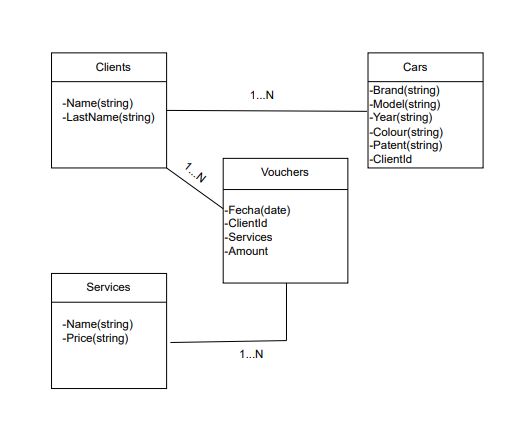 Clients
-Name(string)
-LastName(string)
1...N
Cars
-Brand(string)
-Model(string)
-Year(string)
-Colour(string)
-Patent(string)
-ClientId
1...N
Vouchers
-Fecha(date)
-ClientId
-Services
-Amount
Services
-Name(string)
-Price(string)
1...N